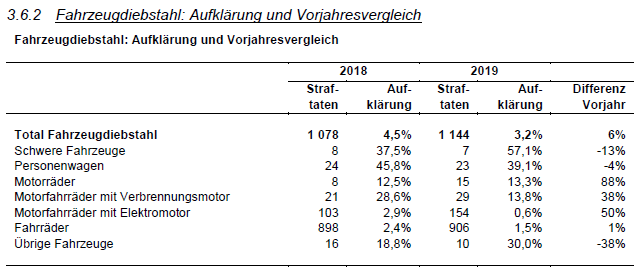 3.6.2 Fahrzeugdiebstahl: Aufklärung und Vorjahresvergleich
Fahrzeugdiebstahl: Aufklärung und Vorjahresvergleich
2018 2019
Straf- Auf- Straf- Auf- Differenz
taten klärung taten klärung Vorjahr
Total Fahrzeugdiebstahl 1 078 4,5% 1 144 3,2% 6%
Schwere Fahrzeuge 8 37,5% 7 57,1% -13%
Personenwagen 24 45,8% 23 39,1% -4%
Motorräder 8 12,5% 15 13,3% 88%
Motorfahrräder mit Verbrennungsmotor 21 28,6% 29 13,8% 38%
Motorfahrräder mit Elektromotor 103 2,9% 154 0,6% 50%
Fahrräder 898 2,4% 906 1,5% 1%
Übrige Fahrzeuge 16 18,8% 10 30,0% -38%